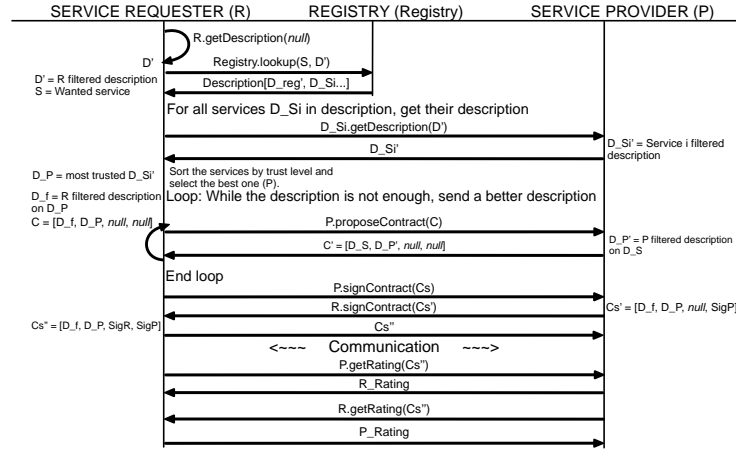 SERVICE REQUESTER (R) REGISTRY (Registry) SERVICE PROVIDER (P)
R.getDescription(null)
D'
Registry.lookup(S, D')
D' = R filtered description
S = Wanted service
Description[D_reg', D_Si...]
For all services D_Si in description, get their description
D_Si.getDescription(D')
D_Si'
D_Si' = Service i filtered
description
D_P = most trusted D_Si'
Sort the services by trust level and
select the best one (P).
D_f = R filtered description
on D_P
Loop: While the description is not enough, send a better description
C = [D_f, D_P, null, null]
P.proposeContract(C)
C' = [D_S, D_P', null, null]
D_P' = P filtered description
on D_S
End loop
P.signContract(Cs)
R.signContract(Cs')
Cs' = [D_f, D_P, null, SigP]
Cs'' = [D_f, D_P, SigR, SigP]
Cs''
<~~~ Communication ~~~>
P.getRating(Cs'')
R_Rating
R.getRating(Cs'')
P_Rating